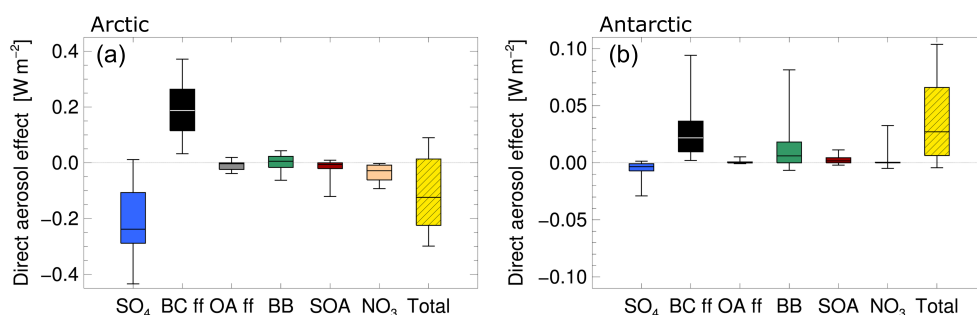 Arctic
(a)
Direct aerosol effect [W m⁻²]
0.4
0.2
0.0
−0.2
−0.4
SO₄ BC ff OA ff BB SOA NO₃ Total
Antarctic
(b)
Direct aerosol effect [W m⁻²]
0.10
0.05
0.00
−0.05
−0.10
SO₄ BC ff OA ff BB SOA NO₃ Total